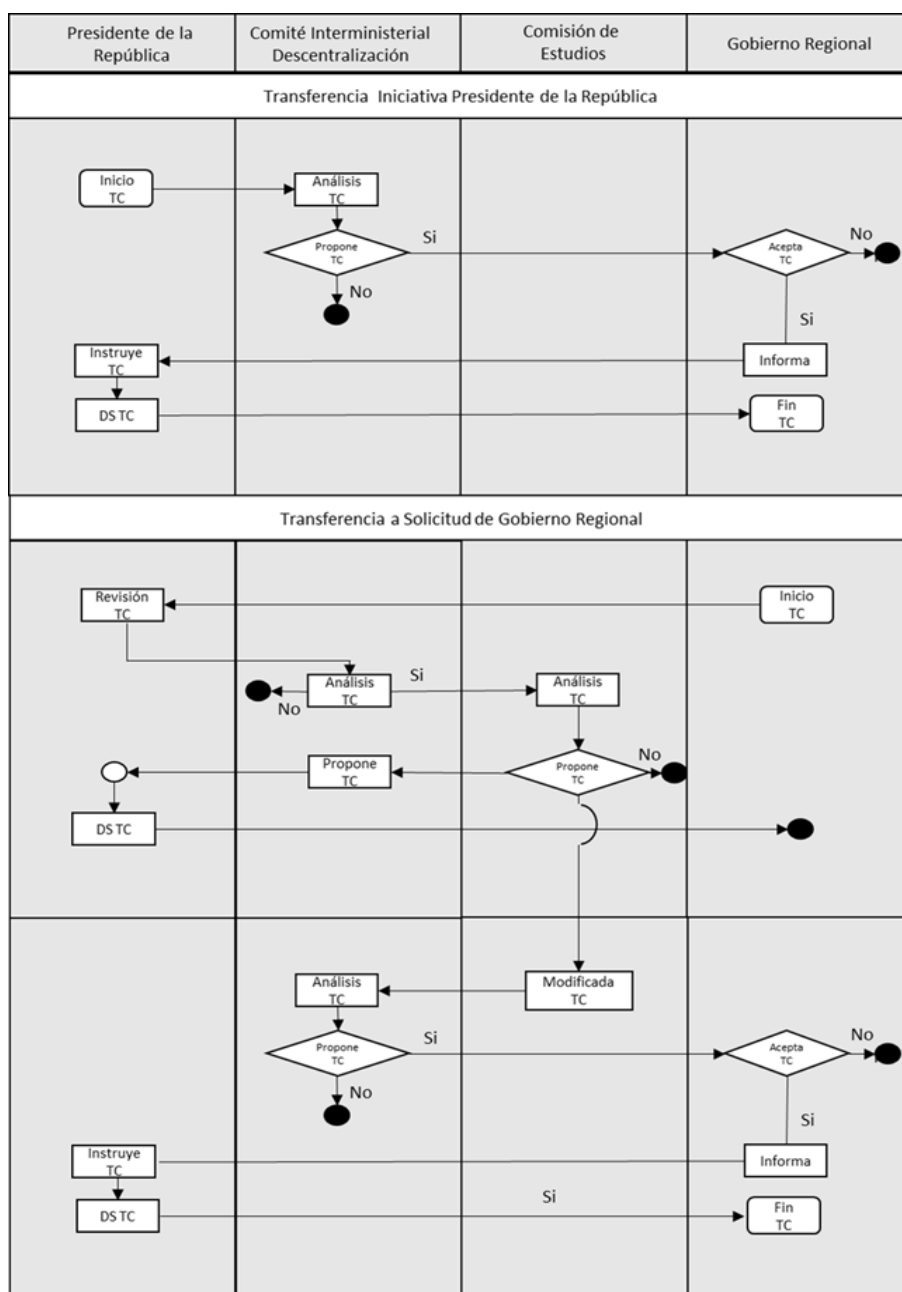 Presidente de la
República
Comité Interministerial
Descentralización
Comisión de
Estudios
Gobierno Regional
Transferencia Iniciativa Presidente de la República
Inicio
TC
Análisis
TC
Propone
TC
Si
Acepta
TC
No
No
Si
Instruye
TC
Informa
DS TC
Fin
TC
Transferencia a Solicitud de Gobierno Regional
Revisión
TC
Inicio
TC
Análisis
TC
Si
No
Análisis
TC
Propone
TC
Propone
TC
No
DS TC
Análisis
TC
Modificada
TC
Propone
TC
Si
Acepta
TC
No
No
Si
Instruye
TC
Informa
DS TC
Si
Fin
TC